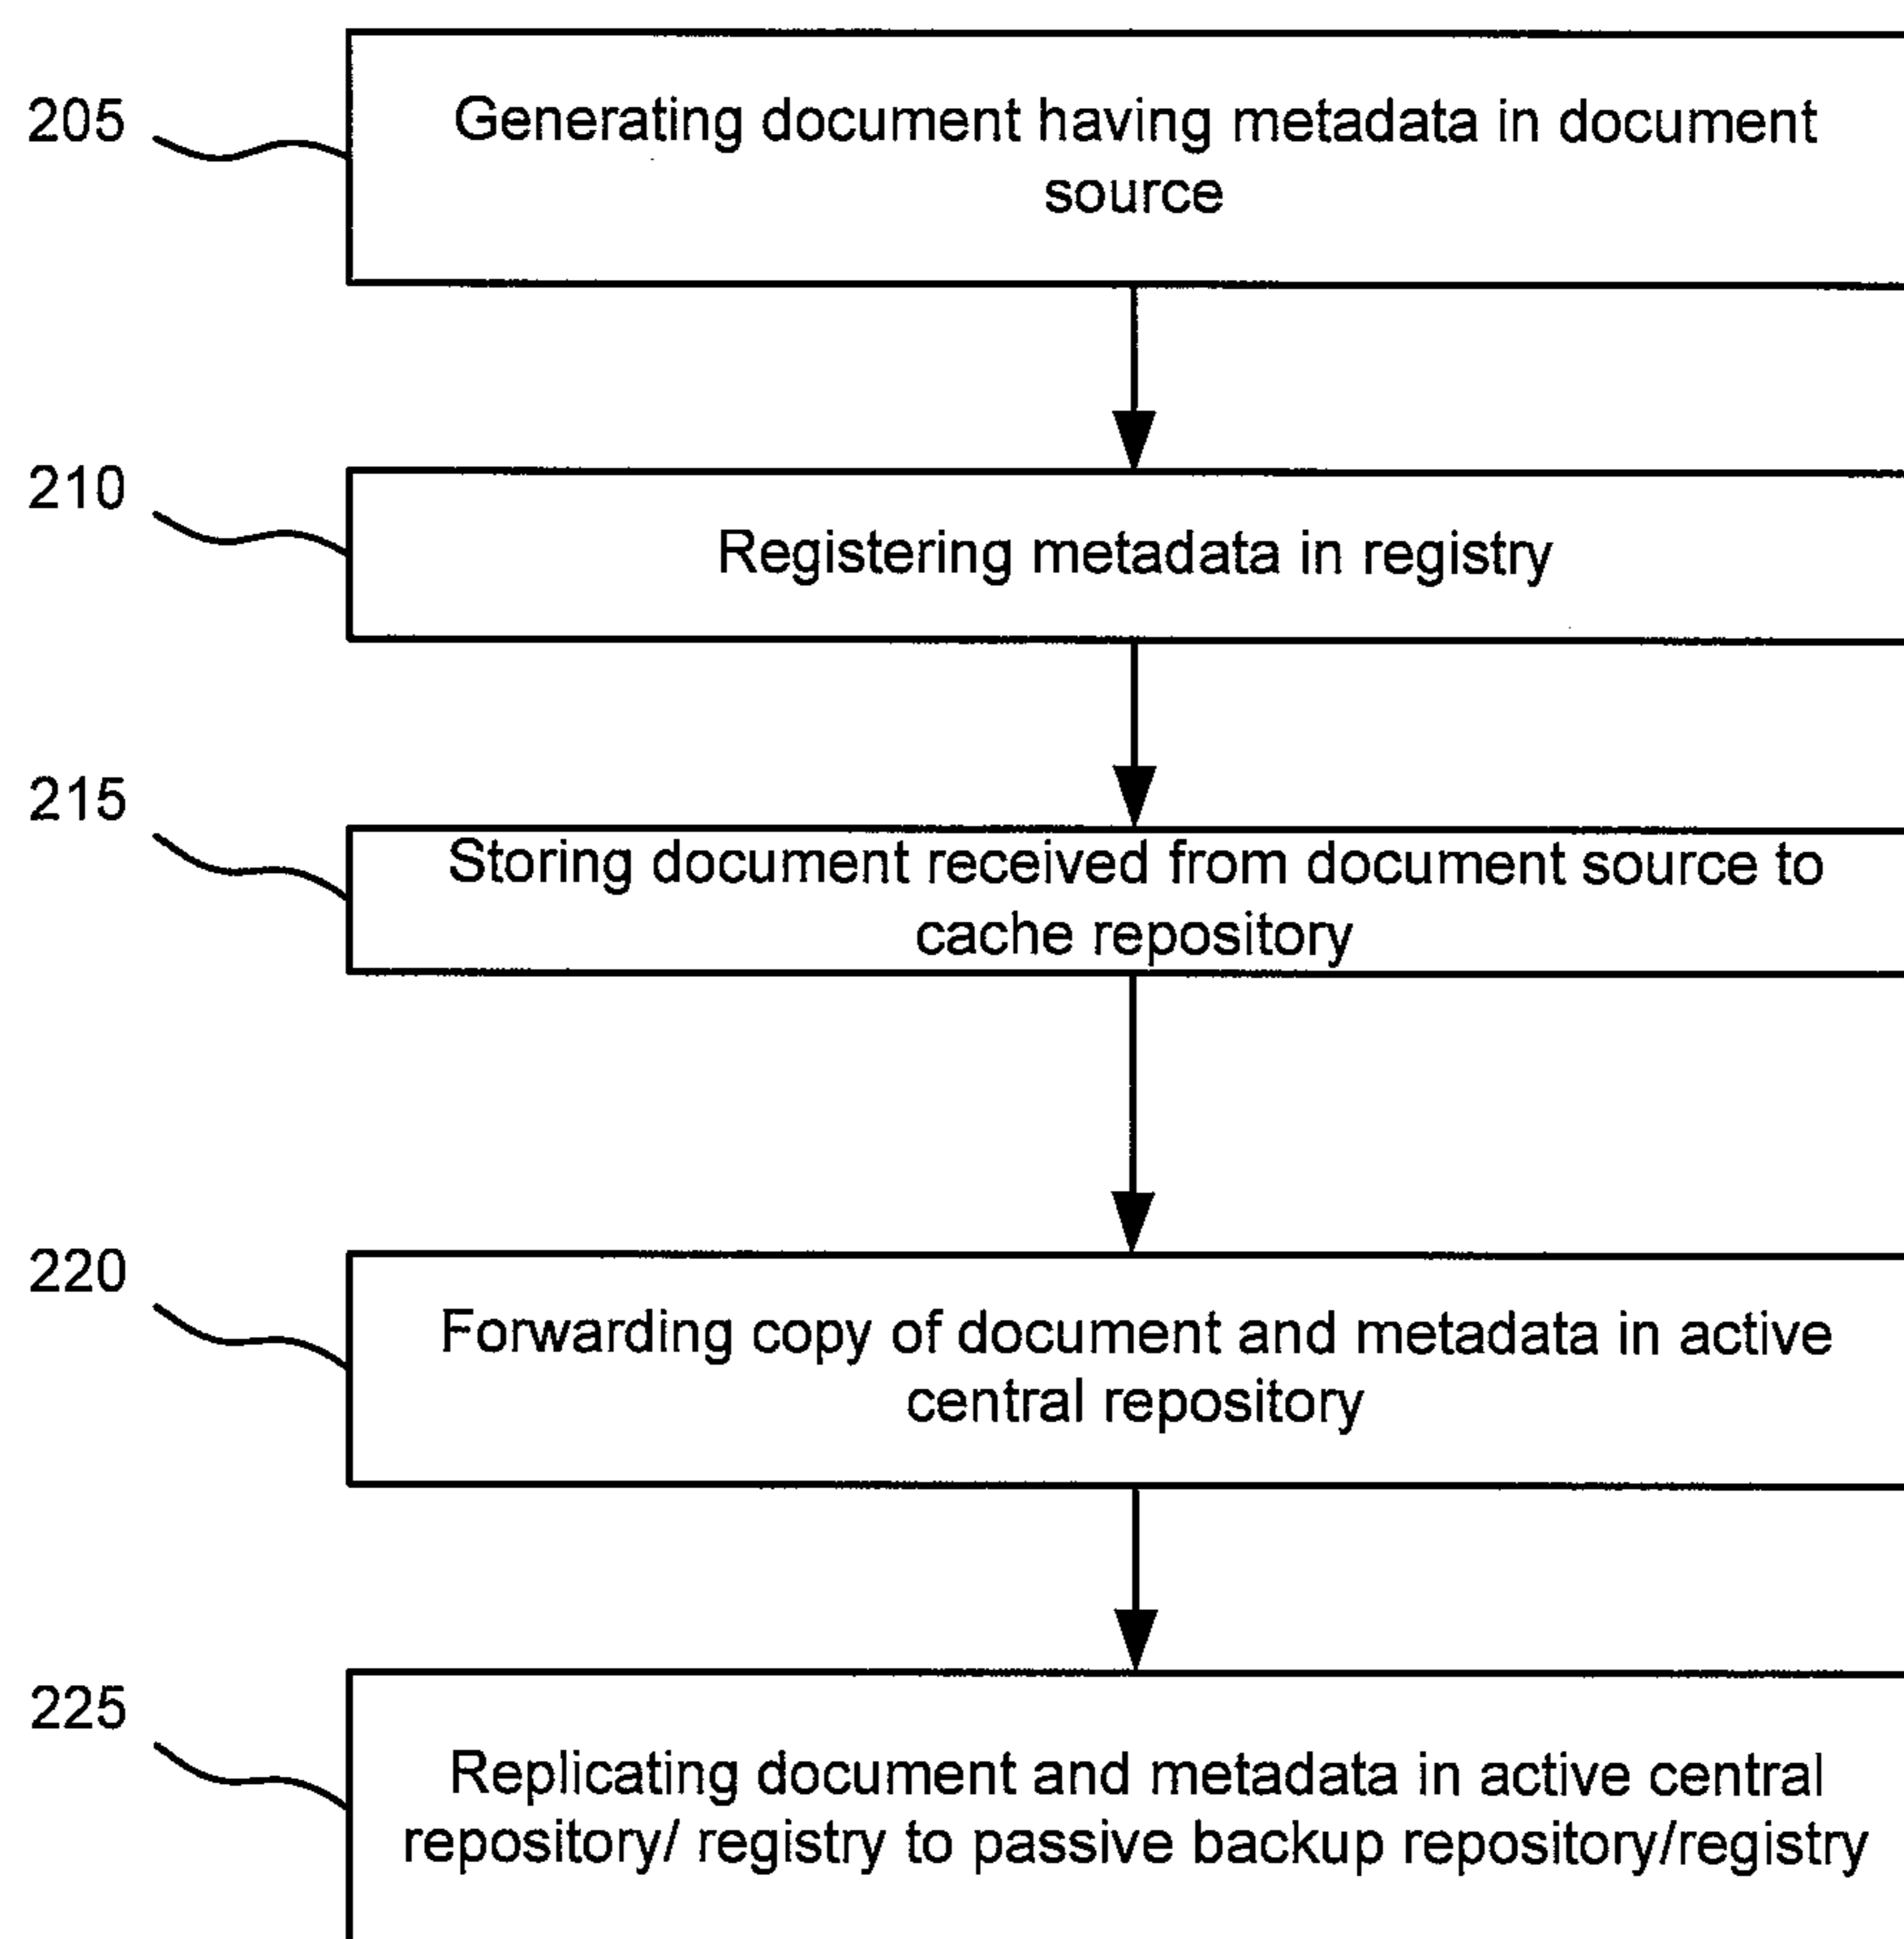 205
Generating document having metadata in document
source
210
Registering metadata in registry
215
Storing document received from document source to
cache repository
220
Forwarding copy of document and metadata in active
central repository
225
Replicating document and metadata in active central
repository/ registry to passive backup repository/registry